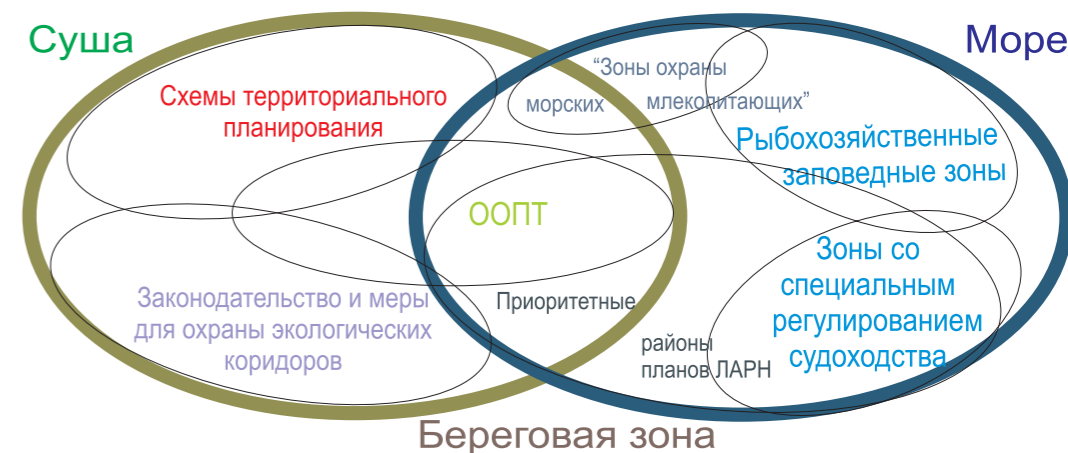 Суша
Море
"Зоны охраны
морских млекопитающих"
Схемы территориального
планирования
Рыбохозяйственные
заповедные зоны
ООПТ
Зоны со
специальным
регулированием
судоходства
Законодательство и меры
для охраны экологических
коридоров
Приоритетные
районы
планов ЛАРН
Береговая зона